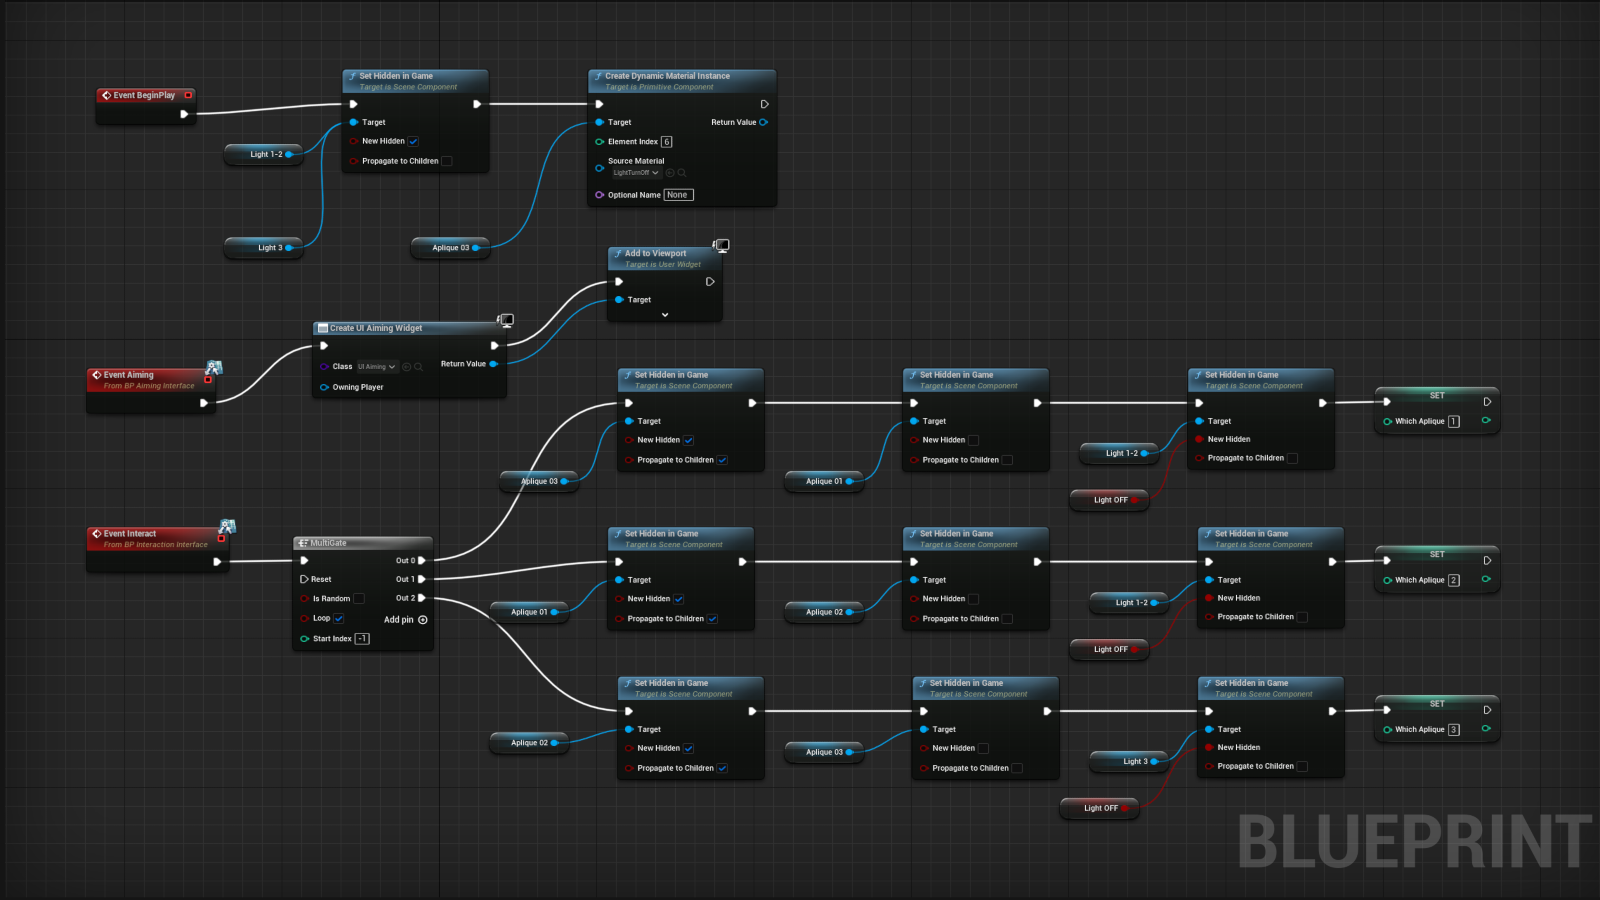 Event BeginPlay
Set Hidden in Game
Target is Scene Component
Target
New Hidden
Propagate to Children
Light 1-2
Light 3
Create Dynamic Material Instance
Target is Primitive Component
Target
Return Value
Element Index 6
Source Material
LightTurnOff
Optional Name None
Aplique 03
Add to Viewport
Target is User Widget
Target
Create UI Aiming Widget
Class UI Aiming
Return Value
Owning Player
Event Aiming
From BP Aiming Interface
Set Hidden in Game
Target is Scene Component
Target
New Hidden
Propagate to Children
Aplique 03
Set Hidden in Game
Target is Scene Component
Target
New Hidden
Propagate to Children
Aplique 01
Set Hidden in Game
Target is Scene Component
Target
New Hidden
Propagate to Children
Light 1-2
Light OFF
SET
Which Aplique 1
Event Interact
From BP Interaction Interface
MultiGate
Out 0
Reset
Out 1
Is Random
Out 2
Loop
Add pin
Start Index -1
Set Hidden in Game
Target is Scene Component
Target
New Hidden
Propagate to Children
Aplique 01
Set Hidden in Game
Target is Scene Component
Target
New Hidden
Propagate to Children
Aplique 02
Set Hidden in Game
Target is Scene Component
Target
New Hidden
Propagate to Children
Light 1-2
Light OFF
SET
Which Aplique 2
Set Hidden in Game
Target is Scene Component
Target
New Hidden
Propagate to Children
Aplique 02
Set Hidden in Game
Target is Scene Component
Target
New Hidden
Propagate to Children
Aplique 03
Set Hidden in Game
Target is Scene Component
Target
New Hidden
Propagate to Children
Light 3
Light OFF
SET
Which Aplique 3
BLUEPRINT